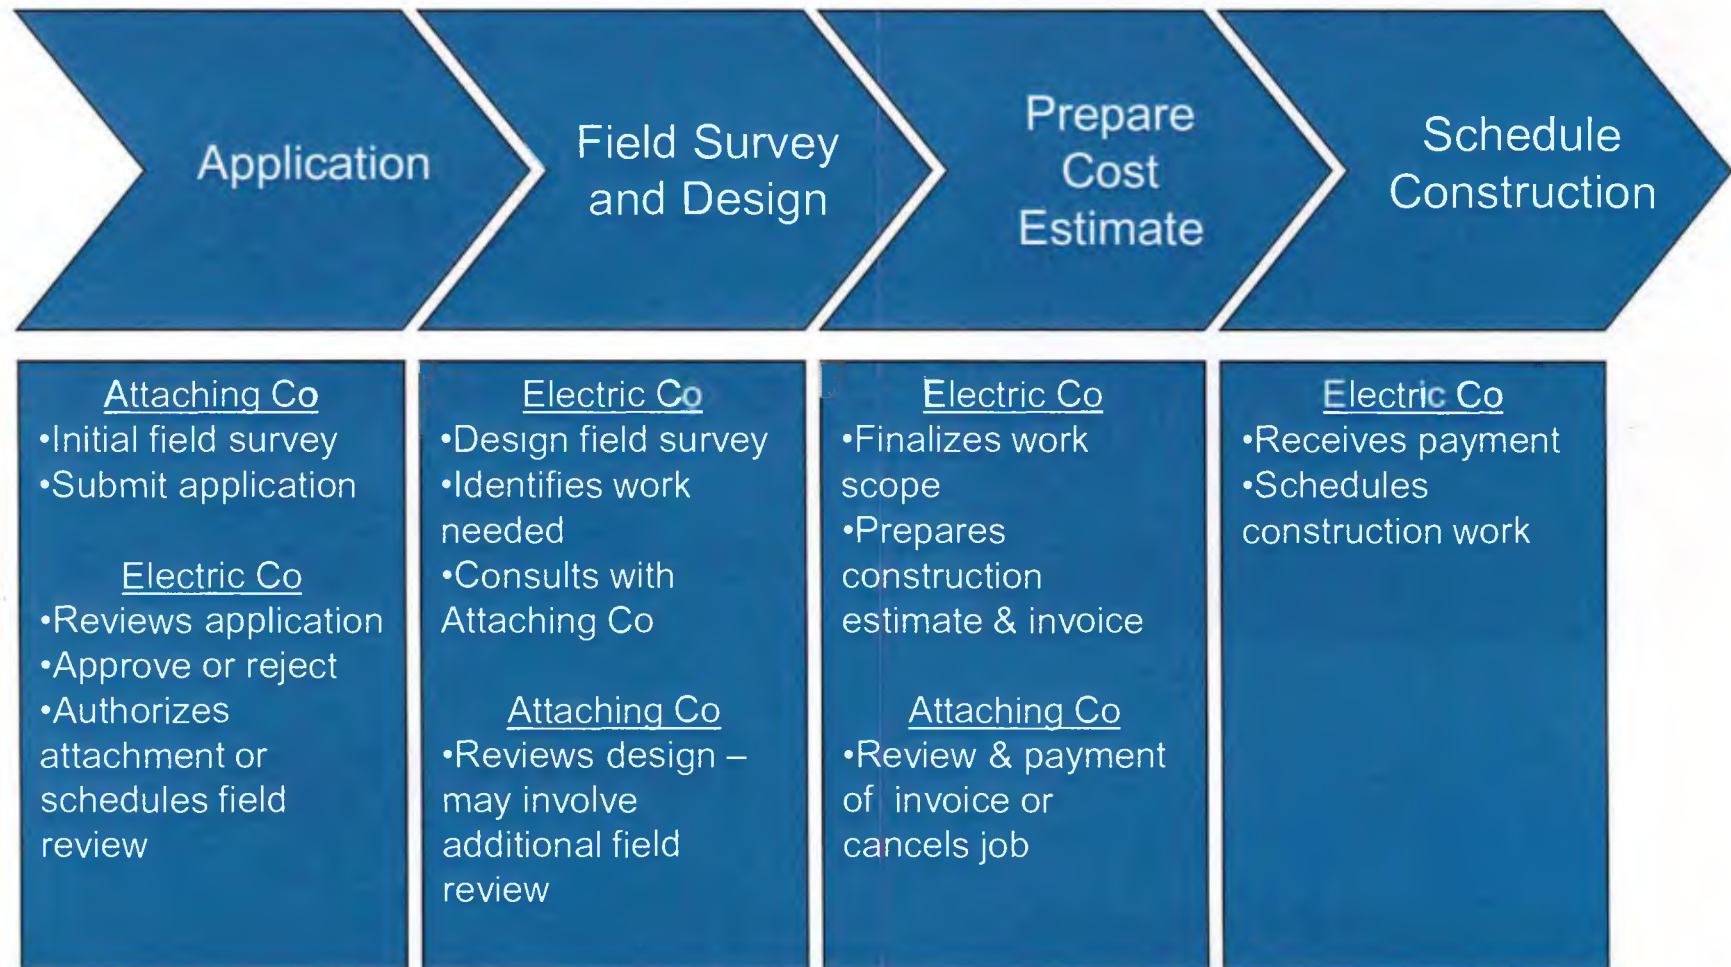 Application
Field Survey
and Design
Prepare
Cost
Estimate
Schedule
Construction
Attaching Co
•Initial field survey
•Submit application
Electric Co
•Reviews application
•Approve or reject
•Authorizes
attachment or
schedules field
review
Electric Co
•Design field survey
•Identifies work
needed
•Consults with
Attaching Co
Attaching Co
•Reviews design –
may involve
additional field
review
Electric Co
•Finalizes work
scope
•Prepares
construction
estimate & invoice
Attaching Co
•Review & payment
of invoice or
cancels job
Electric Co
•Receives payment
•Schedules
construction work